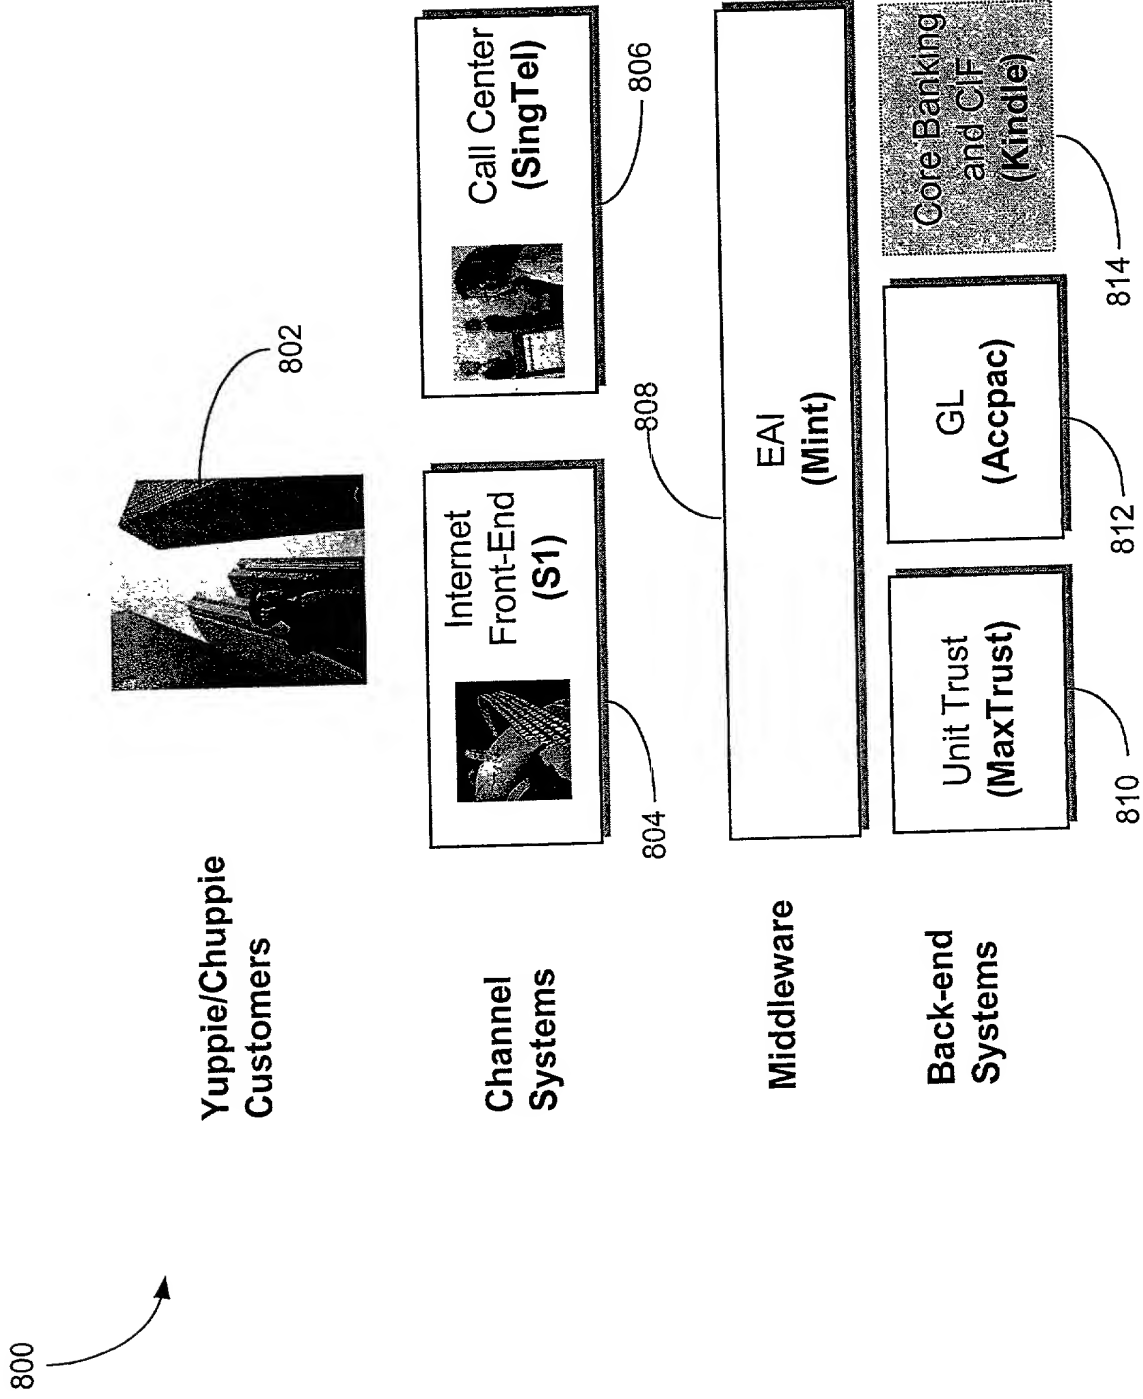 800
Yuppie/Chuppie
Customers
802
Channel
Systems
Internet
Front-End
(S1)
804
Call Center
(SingTel)
806
Middleware
808
EAI
(Mint)
Back-end
Systems
Unit Trust
(MaxTrust)
810
GL
(Accpac)
812
Core Banking
and CIF
(Kindle)
814